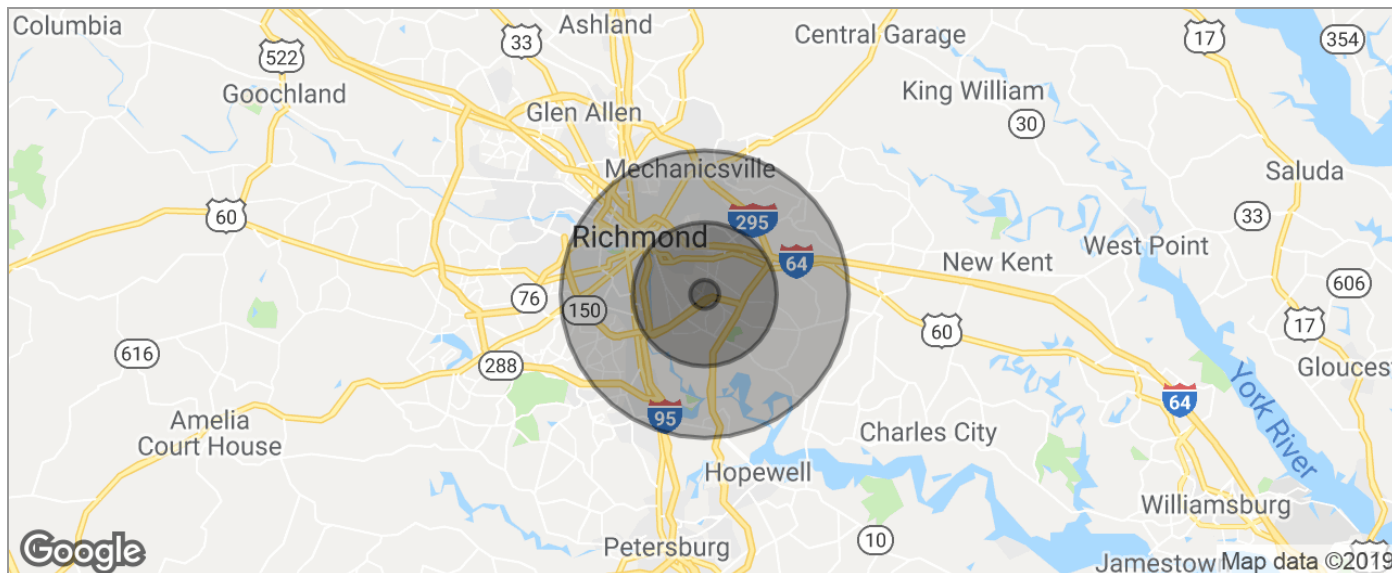 Columbia
Ashland
33
17
354
522
Central Garage
Goochland
Glen Allen
King William
30
Mechanicsville
Saluda
60
295
33
Richmond
64
West Point
New Kent
76
150
606
17
60
616
288
Gloucest
95
64
York River
Amelia
Court House
Charles City
Hopewell
Williamsburg
Petersburg
10
Google
Jamestow
Map data ©2019